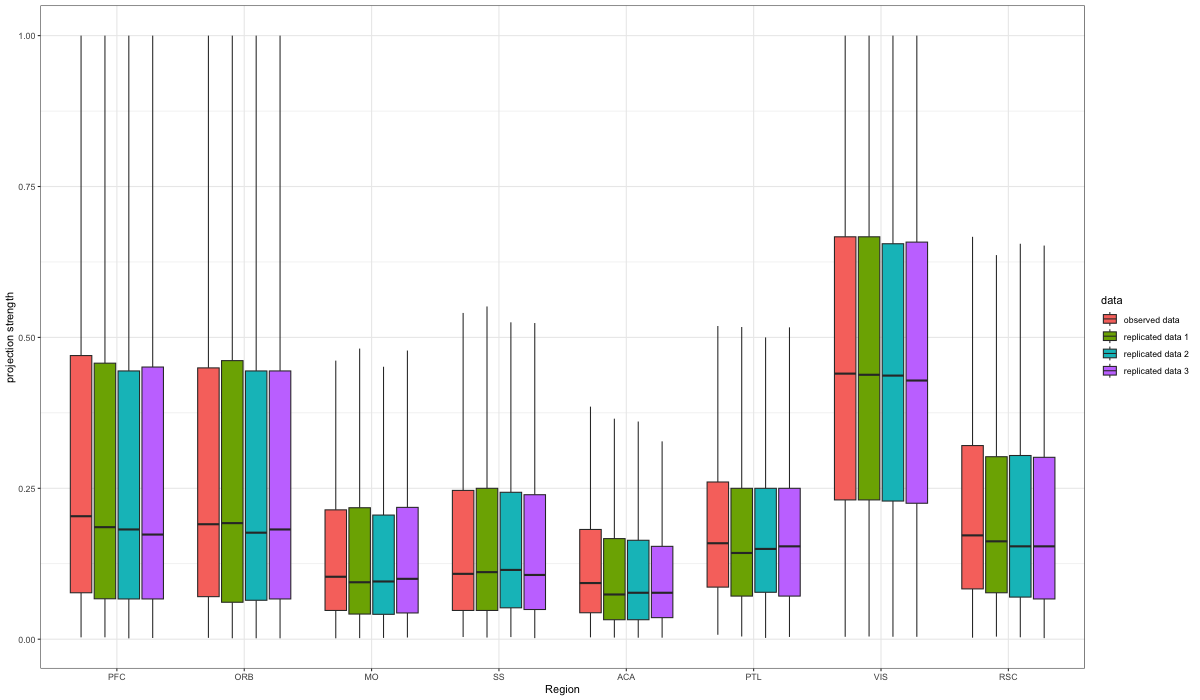 1.00
0.75
0.50
0.25
0.00
projection strength
PFC ORB MO SS ACA PTL VIS RSC
Region
data
observed data
replicated data 1
replicated data 2
replicated data 3